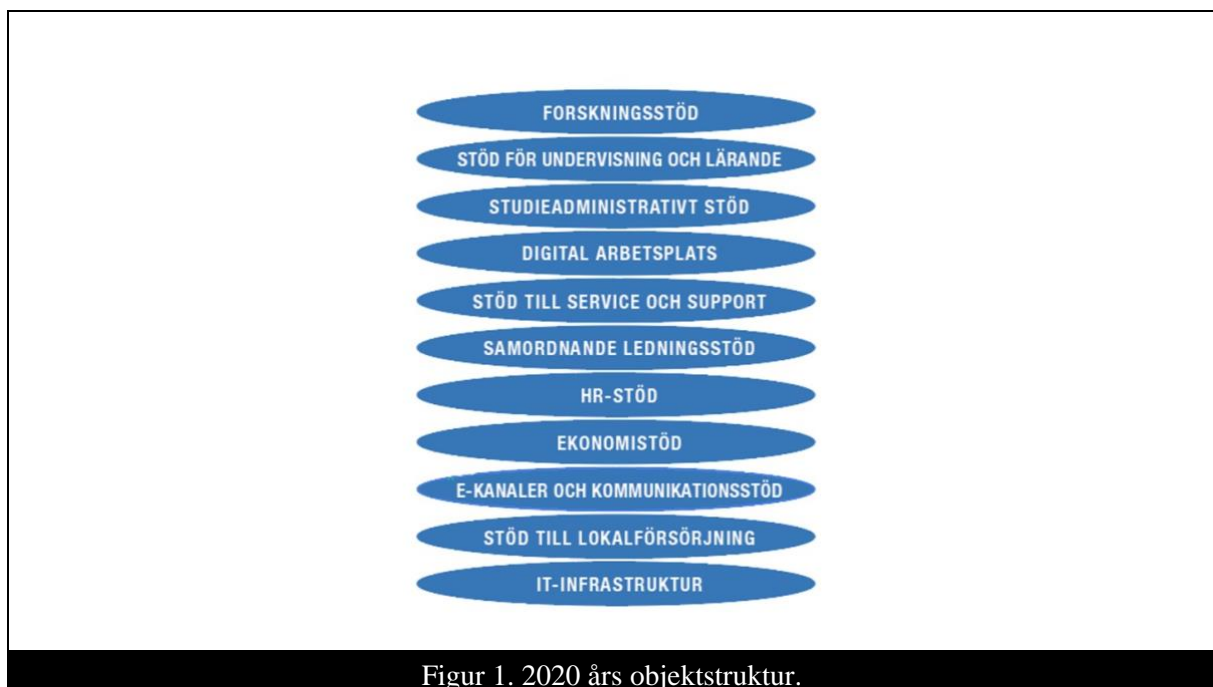 FORSKNINGSSTÖD
STÖD FÖR UNDERVISNING OCH LÄRANDE
STUDIEADMINISTRATIVT STÖD
DIGITAL ARBETSPLATS
STÖD TILL SERVICE OCH SUPPORT
SAMORDNANDE LEDNINGSSTÖD
HR-STÖD
EKONOMISTÖD
E-KANALER OCH KOMMUNIKATIONSSTÖD
STÖD TILL LOKALFÖRSÖRJNING
IT-INFRASTRUKTUR
Figur 1. 2020 års objektstruktur.